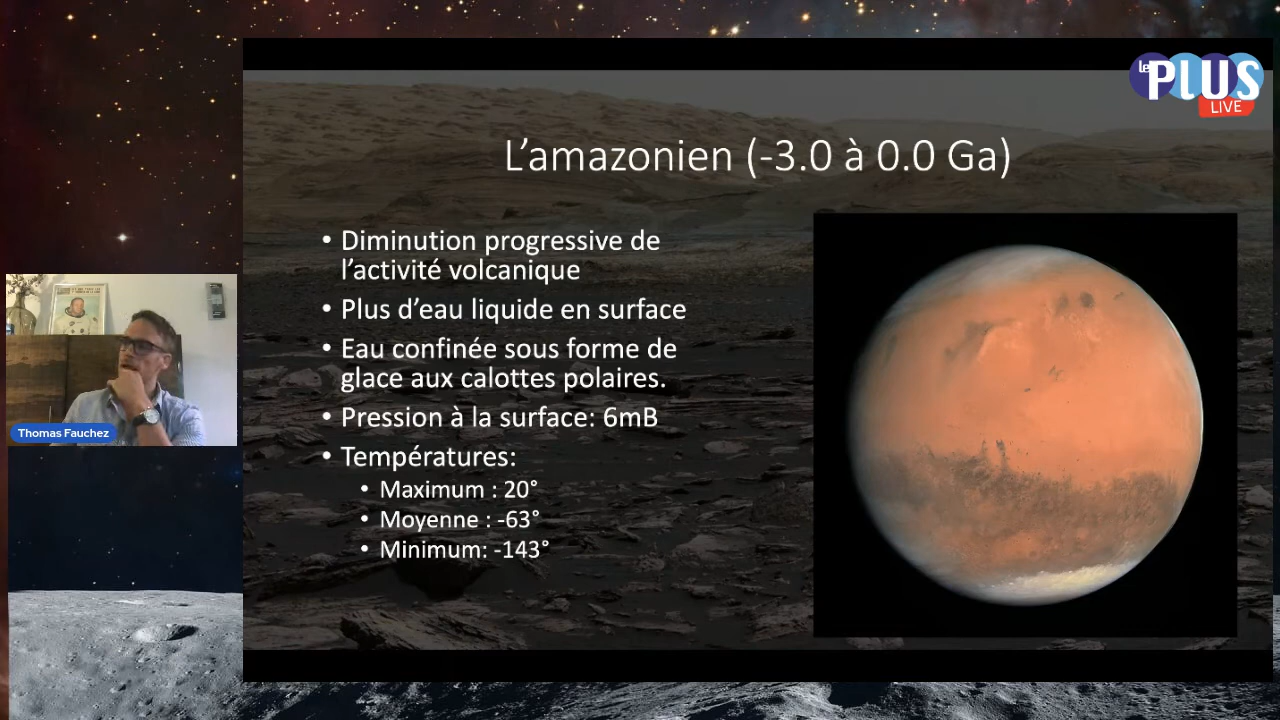 le PLUS
LIVE
L’amazonien (-3.0 à 0.0 Ga)
• Diminution progressive de
l’activité volcanique
• Plus d’eau liquide en surface
• Eau confinée sous forme de
glace aux calottes polaires.
• Pression à la surface: 6mB
• Températures:
• Maximum : 20°
• Moyenne : -63°
• Minimum: -143°
Thomas Fauchez